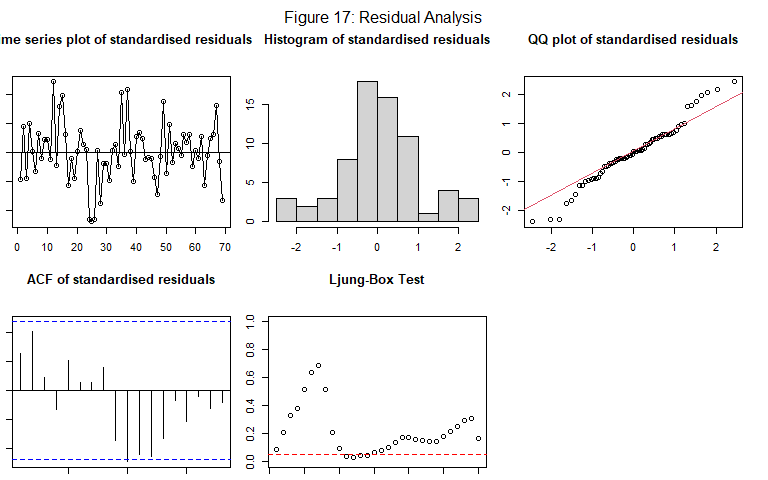 Figure 17: Residual Analysis
ime series plot of standardised residuals
Histogram of standardised residuals
QQ plot of standardised residuals
0 10 20 30 40 50 60 70
0 5 10 15
-2 -1 0 1 2
-2 -1 0 1 2
-2 -1 0 1 2
ACF of standardised residuals
Ljung-Box Test
0.0 0.2 0.4 0.6 0.8 1.0